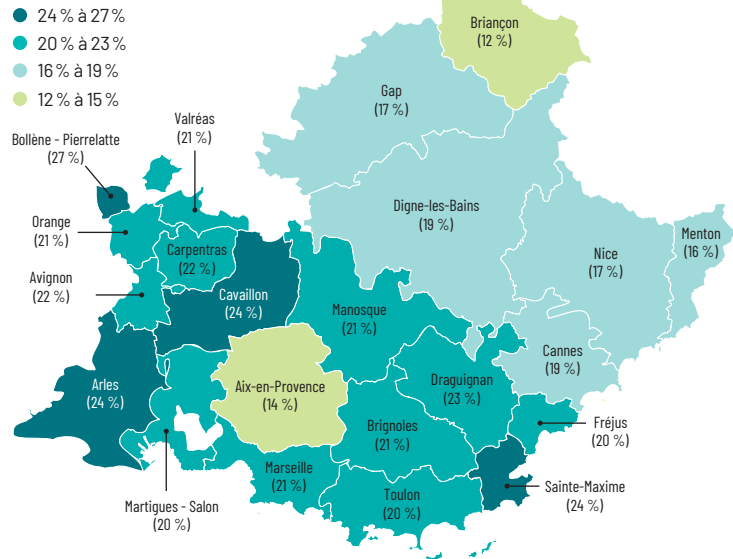 24 % à 27 %
20 % à 23 %
16 % à 19 %
12 % à 15 %
Briançon
(12 %)
Gap
(17 %)
Valréas
(21 %)
Bollène - Pierrelatte
(27 %)
Digne-les-Bains
(19 %)
Orange
(21 %)
Carpentras
(22 %)
Nice
(17 %)
Menton
(16 %)
Avignon
(22 %)
Cavaillon
(24 %)
Manosque
(21 %)
Cannes
(19 %)
Arles
(24 %)
Aix-en-Provence
(14 %)
Draguignan
(23 %)
Brignoles
(21 %)
Fréjus
(20 %)
Marseille
(21 %)
Toulon
(20 %)
Sainte-Maxime
(24 %)
Martigues - Salon
(20 %)